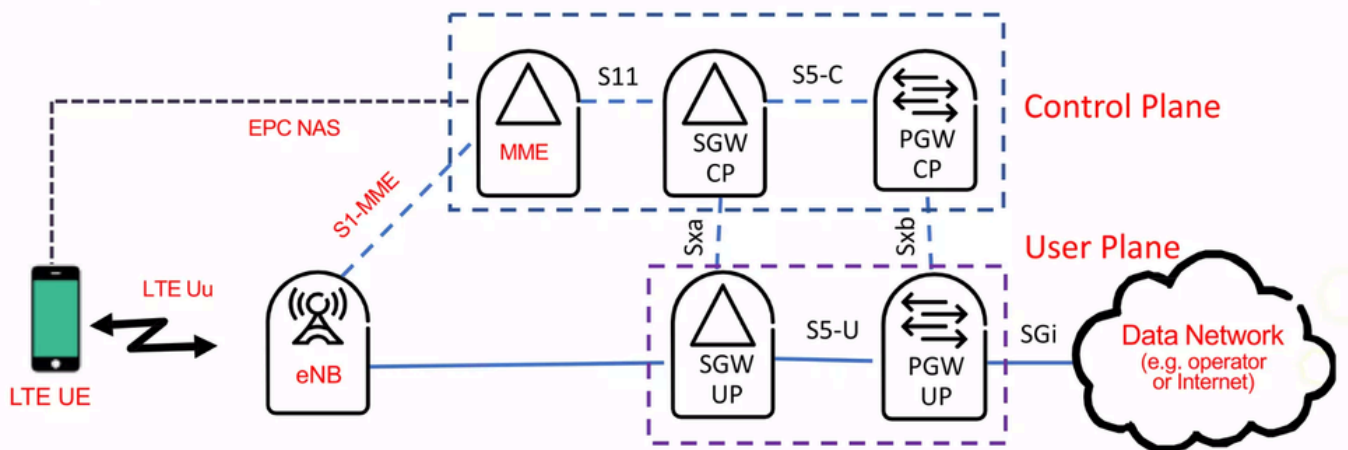 S11
S5-C
EPC NAS
MME
SGW
CP
PGW
CP
Control Plane
S1-MME
Sxa
Sxb
User Plane
LTE Uu
LTE UE
eNB
SGW
UP
S5-U
PGW
UP
SGi
Data Network
(e.g. operator
or Internet)